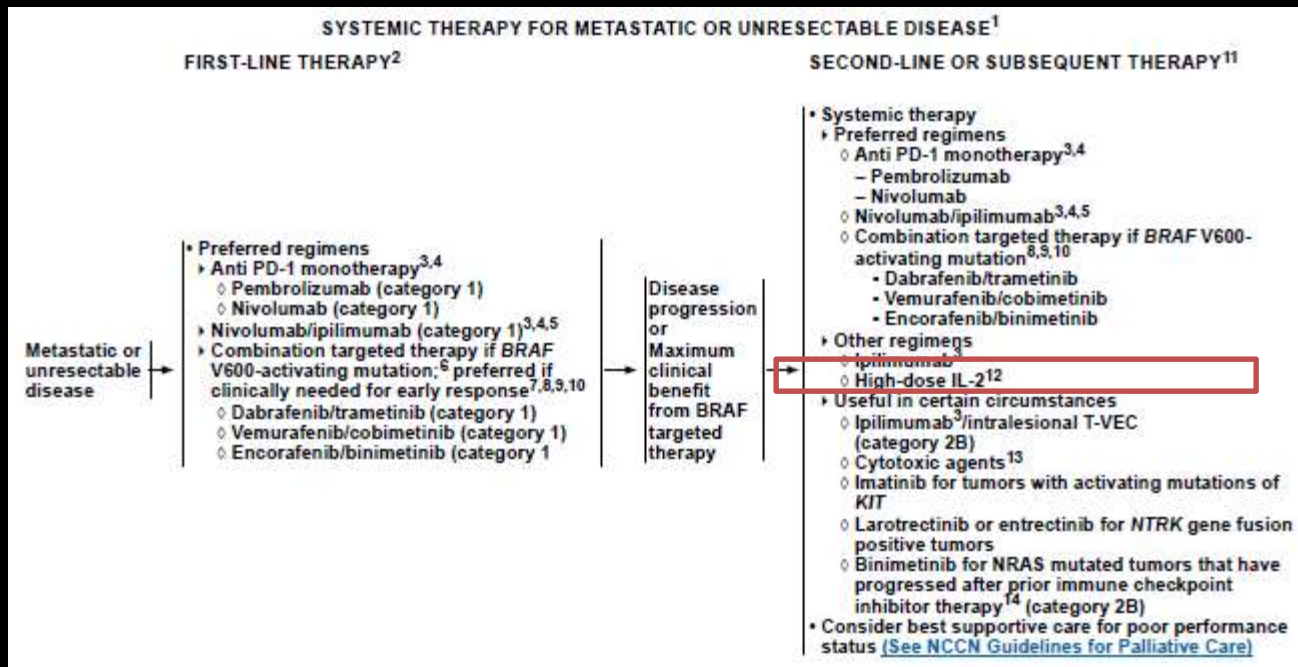 SYSTEMIC THERAPY FOR METASTATIC OR UNRESECTABLE DISEASE1
FIRST-LINE THERAPY2
Metastatic or
unresectable
disease
• Preferred regimens
‣ Anti PD-1 monotherapy3,4
◊ Pembrolizumab (category 1)
◊ Nivolumab (category 1)
‣ Nivolumab/ipilimumab (category 1)3,4,5
‣ Combination targeted therapy if BRAF
V600-activating mutation;6 preferred if
clinically needed for early response7,8,9,10
◊ Dabrafenib/trametinib (category 1)
◊ Vemurafenib/cobimetinib (category 1)
◊ Encorafenib/binimetinib (category 1
Disease
progression
or
Maximum
clinical
benefit
from BRAF
targeted
therapy
SECOND-LINE OR SUBSEQUENT THERAPY11
• Systemic therapy
‣ Preferred regimens
◊ Anti PD-1 monotherapy3,4
– Pembrolizumab
– Nivolumab
◊ Nivolumab/ipilimumab3,4,5
◊ Combination targeted therapy if BRAF V600-
activating mutation8,9,10
▪ Dabrafenib/trametinib
▪ Vemurafenib/cobimetinib
▪ Encorafenib/binimetinib
‣ Other regimens
◊ Ipilimumab3
◊ High-dose IL-212
‣ Useful in certain circumstances
◊ Ipilimumab3/intralesional T-VEC
(category 2B)
◊ Cytotoxic agents13
◊ Imatinib for tumors with activating mutations of
KIT
◊ Larotrectinib or entrectinib for NTRK gene fusion
positive tumors
◊ Binimetinib for NRAS mutated tumors that have
progressed after prior immune checkpoint
inhibitor therapy14 (category 2B)
• Consider best supportive care for poor performance
status (See NCCN Guidelines for Palliative Care)